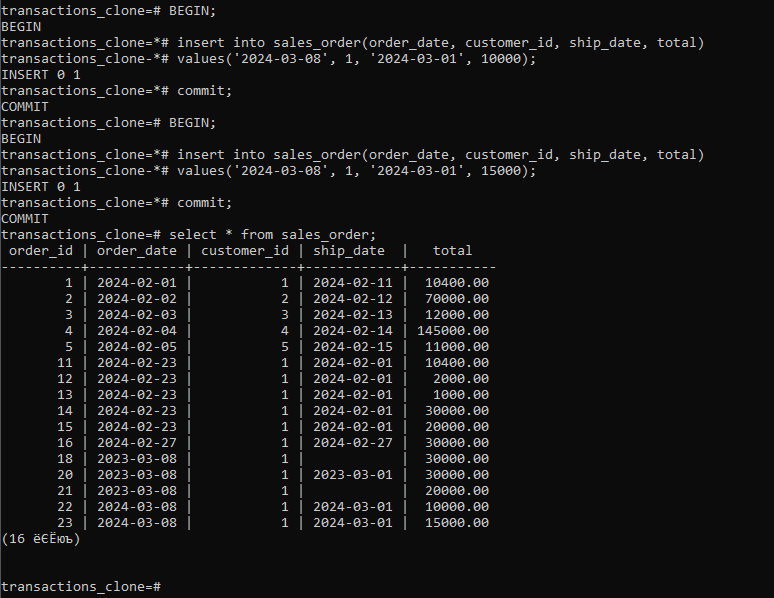 transactions_clone=# BEGIN;
BEGIN
transactions_clone=*# insert into sales_order(order_date, customer_id, ship_date, total)
transactions_clone-*# values('2024-03-08', 1, '2024-03-01', 10000);
INSERT 0 1
transactions_clone=*# commit;
COMMIT
transactions_clone=# BEGIN;
BEGIN
transactions_clone=*# insert into sales_order(order_date, customer_id, ship_date, total)
transactions_clone-*# values('2024-03-08', 1, '2024-03-01', 15000);
INSERT 0 1
transactions_clone=*# commit;
COMMIT
transactions_clone=# select * from sales_order;
 order_id | order_date | customer_id | ship_date  |   total
----------+------------+-------------+------------+-----------
        1 | 2024-02-01 |           1 | 2024-02-11 |  10400.00
        2 | 2024-02-02 |           2 | 2024-02-12 |  70000.00
        3 | 2024-02-03 |           3 | 2024-02-13 |  12000.00
        4 | 2024-02-04 |           4 | 2024-02-14 | 145000.00
        5 | 2024-02-05 |           5 | 2024-02-15 |  11000.00
       11 | 2024-02-23 |           1 | 2024-02-01 |  10400.00
       12 | 2024-02-23 |           1 | 2024-02-01 |   2000.00
       13 | 2024-02-23 |           1 | 2024-02-01 |   1000.00
       14 | 2024-02-23 |           1 | 2024-02-01 |  30000.00
       15 | 2024-02-23 |           1 | 2024-02-01 |  20000.00
       16 | 2024-02-27 |           1 | 2024-02-27 |  30000.00
       18 | 2023-03-08 |           1 |            |  30000.00
       20 | 2023-03-08 |           1 | 2023-03-01 |  30000.00
       21 | 2023-03-08 |           1 |            |  20000.00
       22 | 2024-03-08 |           1 | 2024-03-01 |  10000.00
       23 | 2024-03-08 |           1 | 2024-03-01 |  15000.00
(16 ёЄЁюъ)
transactions_clone=#